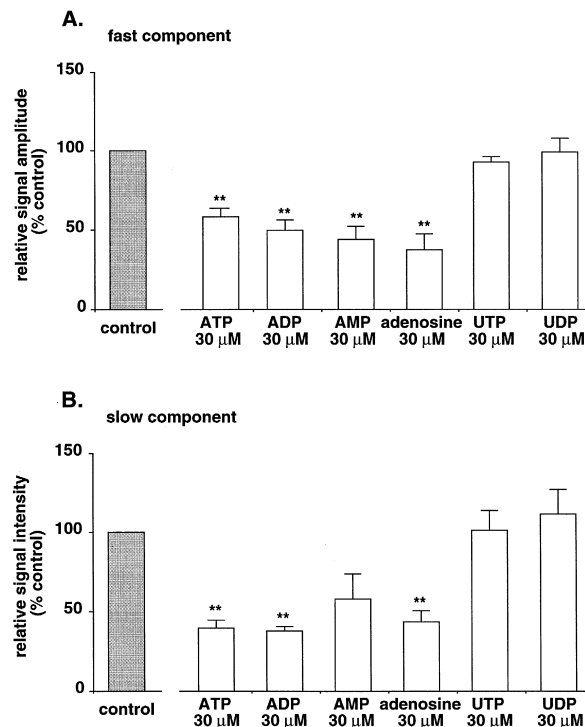 A.
fast component
150
100
50
0
relative signal amplitude
(% control)
** ** ** **
control
ATP ADP AMP adenosine UTP UDP
30 µM 30 µM 30 µM 30 µM 30 µM 30 µM
B.
slow component
150
100
50
0
relative signal intensity
(% control)
** ** **
control
ATP ADP AMP adenosine UTP UDP
30 µM 30 µM 30 µM 30 µM 30 µM 30 µM